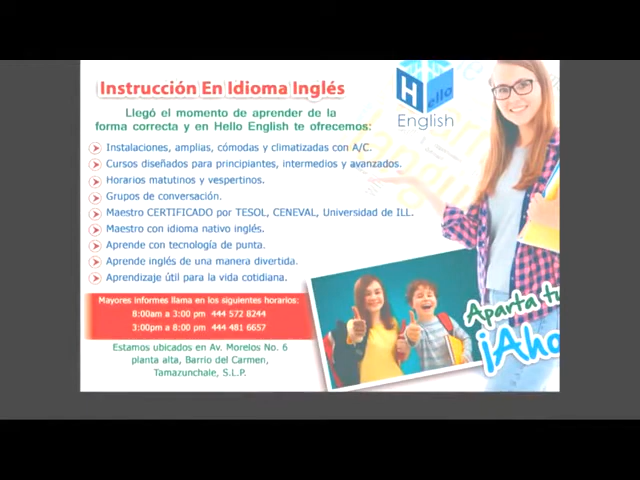 Instrucción En Idioma Inglés
Llegó el momento de aprender de la
forma correcta y en Hello English te ofrecemos:
Instalaciones, amplias, cómodas y climatizadas con A/C.
Cursos diseñados para principiantes, intermedios y avanzados.
Horarios matutinos y vespertinos.
Grupos de conversación.
Maestro CERTIFICADO por TESOL, CENEVAL, Universidad de ILL.
Maestro con idioma nativo inglés.
Aprende con tecnología de punta.
Aprende inglés de una manera divertida.
Aprendizaje útil para la vida cotidiana.
Mayores informes llama en los siguientes horarios:
8:00am a 3:00 pm 444 572 8244
3:00pm a 8:00 pm 444 481 6657
Estamos ubicados en Av. Morelos No. 6
planta alta, Barrio del Carmen,
Tamazunchale, S.L.P.
Hello
English
Aparta tu
¡Aho